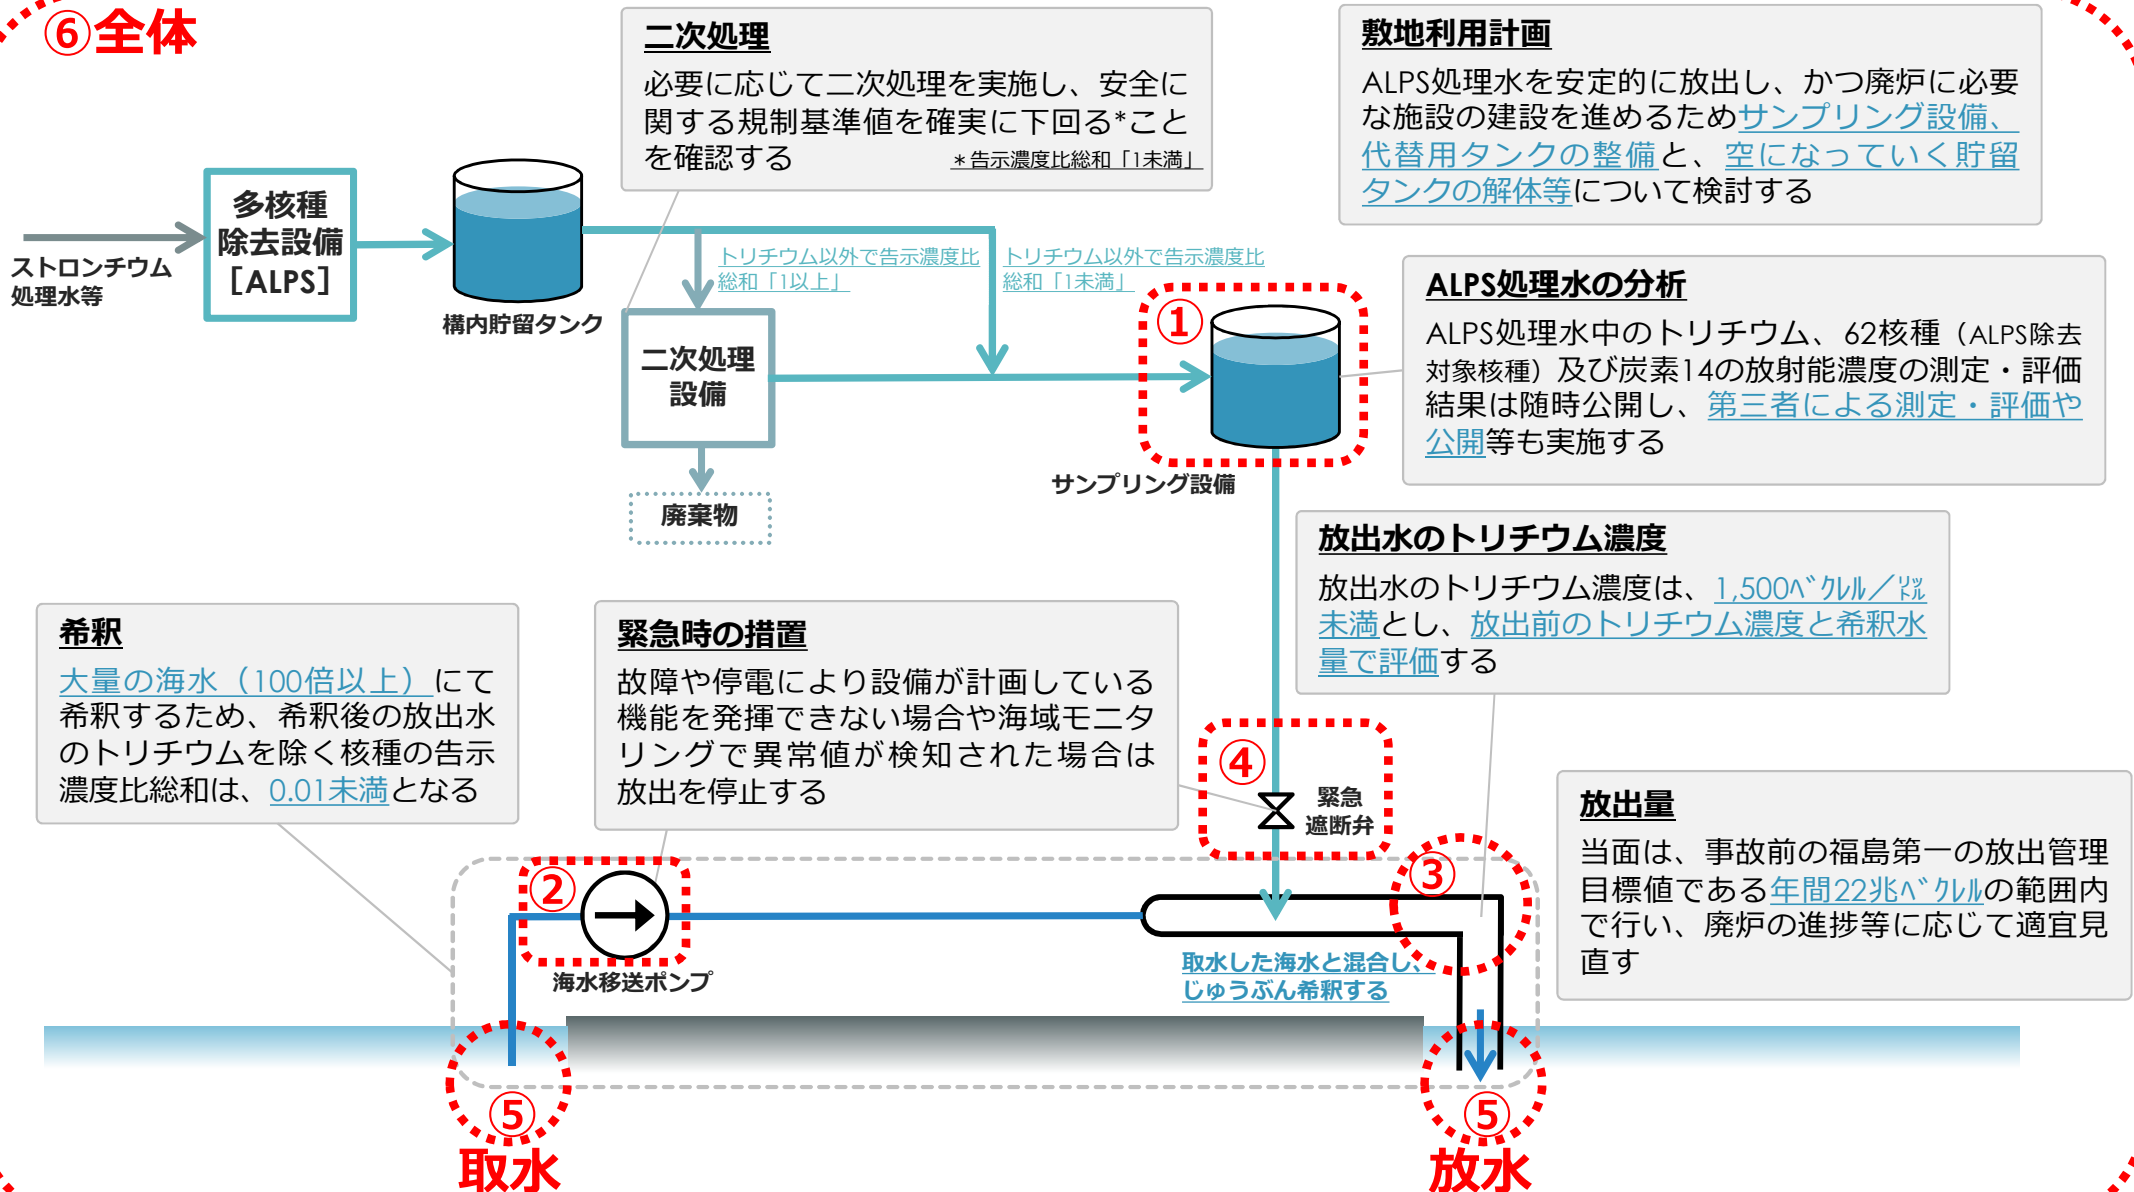 ⑥全体
二次処理
必要に応じて二次処理を実施し、安全に
関する規制基準値を確実に下回る*こと
を確認する
＊告示濃度比総和「1未満」
敷地利用計画
ALPS処理水を安定的に放出し、かつ廃炉に必要
な施設の建設を進めるためサンプリング設備、
代替用タンクの整備と、空になっていく貯留
タンクの解体等について検討する
ストロンチウム
処理水等
多核種
除去設備
［ALPS］
構内貯留タンク
トリチウム以外で告示濃度比
総和「1以上」
トリチウム以外で告示濃度比
総和「1未満」
二次処理
設備
廃棄物
①
サンプリング設備
ALPS処理水の分析
ALPS処理水中のトリチウム、62核種（ALPS除去
対象核種）及び炭素14の放射能濃度の測定・評価
結果は随時公開し、第三者による測定・評価や
公開等も実施する
放出水のトリチウム濃度
放出水のトリチウム濃度は、1,500ﾍﾞｸﾚﾙ／㍑
未満とし、放出前のトリチウム濃度と希釈水
量で評価する
希釈
大量の海水（100倍以上）にて
希釈するため、希釈後の放出水
のトリチウムを除く核種の告示
濃度比総和は、0.01未満となる
緊急時の措置
故障や停電により設備が計画している
機能を発揮できない場合や海域モニタ
リングで異常値が検知された場合は
放出を停止する
④
緊急
遮断弁
放出量
当面は、事故前の福島第一の放出管理
目標値である年間22兆ﾍﾞｸﾚﾙの範囲内
で行い、廃炉の進捗等に応じて適宜見
直す
②
海水移送ポンプ
③
取水した海水と混合し、
じゅうぶん希釈する
⑤
取水
⑤
放水